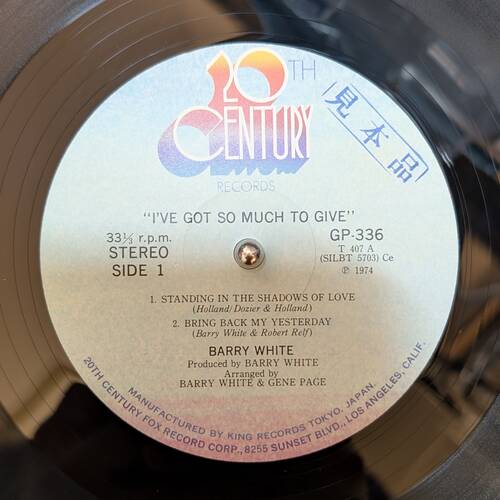 20TH
CENTURY
RECORDS
見本品
"I'VE GOT SO MUCH TO GIVE"
33⅓ r.p.m.
STEREO
SIDE 1
GP-336
T 407 A
(SILBT 5703) Ce
Ⓟ 1974
1. STANDING IN THE SHADOWS OF LOVE
(Holland/Dozier & Holland)
2. BRING BACK MY YESTERDAY
(Barry White & Robert Relf)
BARRY WHITE
Produced by BARRY WHITE
Arranged by
BARRY WHITE & GENE PAGE
MANUFACTURED BY KING RECORDS TOKYO, JAPAN.
20TH CENTURY FOX RECORD CORP., 8255 SUNSET BLVD., LOS ANGELES, CALIF.